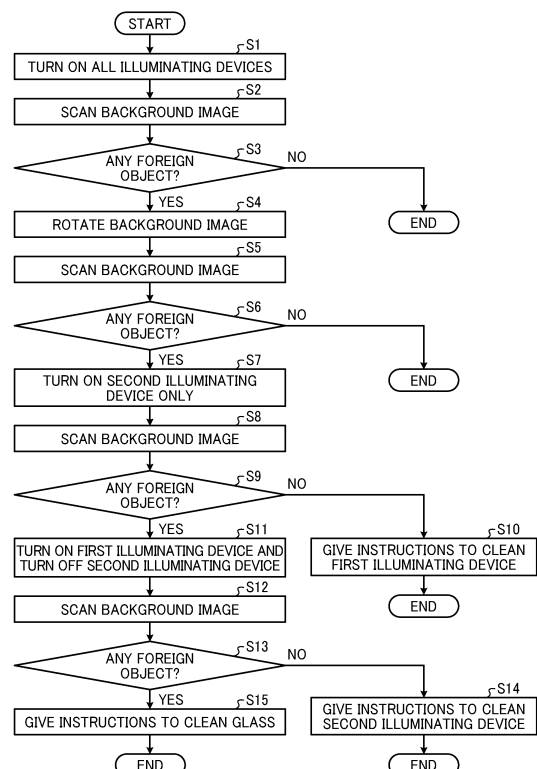 START
S1
TURN ON ALL ILLUMINATING DEVICES
S2
SCAN BACKGROUND IMAGE
S3
ANY FOREIGN
OBJECT?
NO
END
YES
S4
ROTATE BACKGROUND IMAGE
S5
SCAN BACKGROUND IMAGE
S6
ANY FOREIGN
OBJECT?
NO
END
YES
S7
TURN ON SECOND ILLUMINATING
DEVICE ONLY
S8
SCAN BACKGROUND IMAGE
S9
ANY FOREIGN
OBJECT?
NO
S10
GIVE INSTRUCTIONS TO CLEAN
FIRST ILLUMINATING DEVICE
END
YES
S11
TURN ON FIRST ILLUMINATING DEVICE AND
TURN OFF SECOND ILLUMINATING DEVICE
S12
SCAN BACKGROUND IMAGE
S13
ANY FOREIGN
OBJECT?
NO
S14
GIVE INSTRUCTIONS TO CLEAN
SECOND ILLUMINATING DEVICE
END
YES
S15
GIVE INSTRUCTIONS TO CLEAN GLASS
END